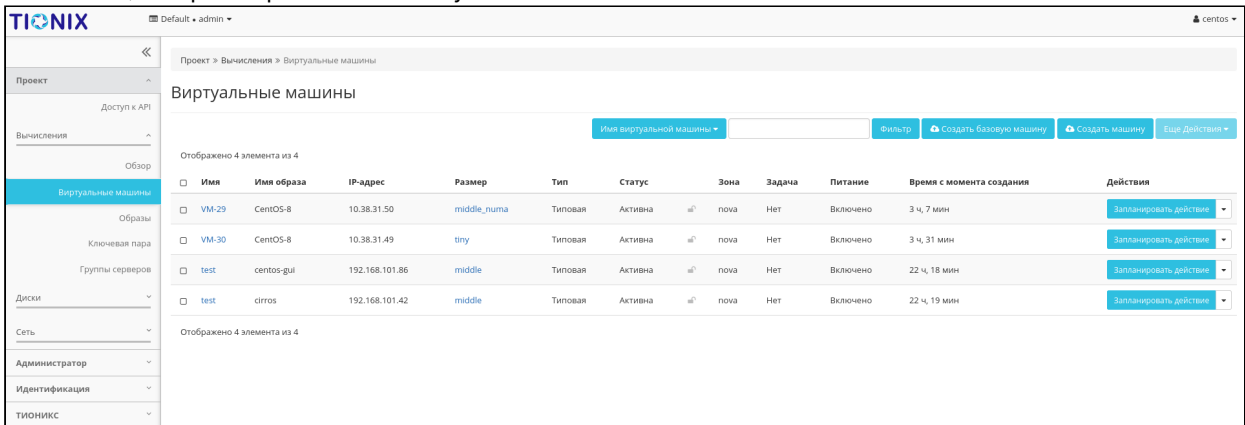 TIONIX
Default • admin
centos
Проект » Вычисления » Виртуальные машины
Проект
Доступ к API
Вычисления
Обзор
Виртуальные машины
Образы
Ключевая пара
Группы серверов
Диски
Сеть
Администратор
Идентификация
ТИОНИКС
Виртуальные машины
Имя виртуальной машины Фильтр Создать базовую машину Создать машину Еще Действия
Отображено 4 элемента из 4
Имя Имя образа IP-адрес Размер Тип Статус Зона Задача Питание Время с момента создания Действия
VM-29 CentOS-8 10.38.31.50 middle_numa Типовая Активна nova Нет Включено 3 ч, 7 мин Запланировать действие
VM-30 CentOS-8 10.38.31.49 tiny Типовая Активна nova Нет Включено 3 ч, 31 мин Запланировать действие
test centos-gui 192.168.101.86 middle Типовая Активна nova Нет Включено 22 ч, 18 мин Запланировать действие
test cirros 192.168.101.42 middle Типовая Активна nova Нет Включено 22 ч, 19 мин Запланировать действие
Отображено 4 элемента из 4